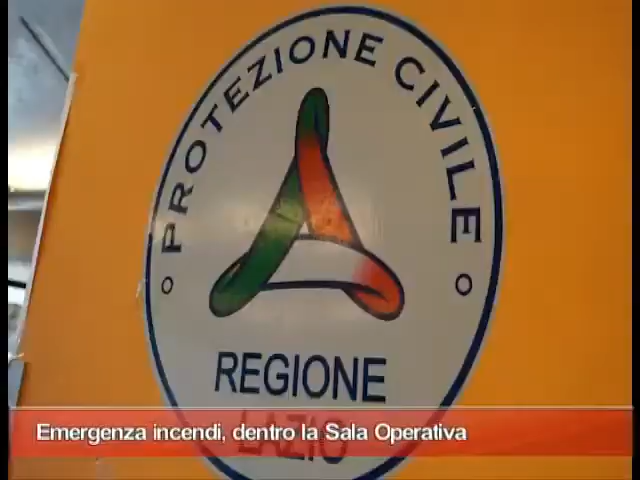 PROTEZIONE CIVILE
REGIONE
LAZIO
Emergenza incendi, dentro la Sala Operativa